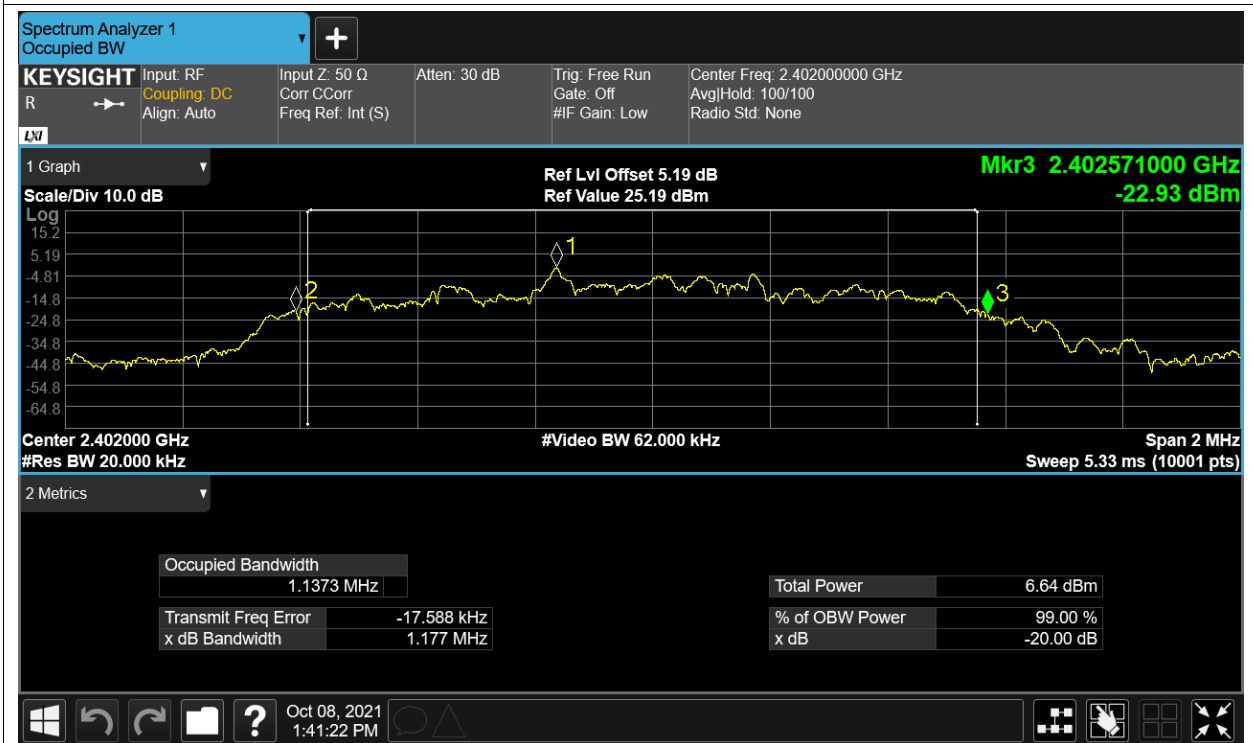 Spectrum Analyzer 1
Occupied BW
▼
+
KEYSIGHT
R
LXI
Input: RF
Coupling: DC
Align: Auto
Input Z: 50 Ω
Corr CCorr
Freq Ref: Int (S)
Atten: 30 dB
Trig: Free Run
Gate: Off
#IF Gain: Low
Center Freq: 2.402000000 GHz
Avg|Hold: 100/100
Radio Std: None
1 Graph ▼
Scale/Div 10.0 dB
Ref Lvl Offset 5.19 dB
Ref Value 25.19 dBm
Mkr3 2.402571000 GHz
-22.93 dBm
Log
15.2
5.19
-4.81
-14.8
-24.8
-34.8
-44.8
-54.8
-64.8
1
2
3
Center 2.402000 GHz
#Video BW 62.000 kHz
Span 2 MHz
#Res BW 20.000 kHz
Sweep 5.33 ms (10001 pts)
2 Metrics ▼
Occupied Bandwidth
1.1373 MHz
Total Power 6.64 dBm
Transmit Freq Error -17.588 kHz
% of OBW Power 99.00 %
x dB Bandwidth 1.177 MHz
x dB -20.00 dB
?
Oct 08, 2021
1:41:22 PM